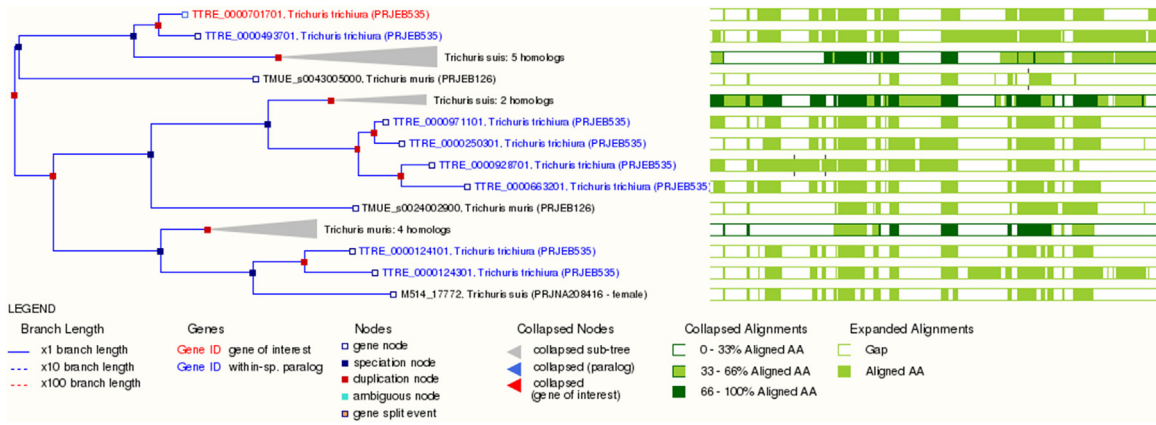 TTRE_0000701701, Trichuris trichiura (PRJEB535)
TTRE_0000493701, Trichuris trichiura (PRJEB535)
Trichuris suis: 5 homologs
TMUE_s0043005000, Trichuris muris (PRJEB126)
Trichuris suis: 2 homologs
TTRE_0000971101, Trichuris trichiura (PRJEB535)
TTRE_0000250301, Trichuris trichiura (PRJEB535)
TTRE_0000928701, Trichuris trichiura (PRJEB535)
TTRE_0000663201, Trichuris trichiura (PRJEB535)
TMUE_s0024002900, Trichuris muris (PRJEB126)
Trichuris muris: 4 homologs
TTRE_0000124101, Trichuris trichiura (PRJEB535)
TTRE_0000124301, Trichuris trichiura (PRJEB535)
M514_17772, Trichuris suis (PRJNA208416 - female)
LEGEND
Branch Length
x1 branch length
x10 branch length
x100 branch length
Genes
Gene ID gene of interest
Gene ID within-sp. paralog
Nodes
gene node
speciation node
duplication node
ambiguous node
gene split event
Collapsed Nodes
collapsed sub-tree
collapsed (paralog)
collapsed
(gene of interest)
Collapsed Alignments
0 - 33% Aligned AA
33 - 66% Aligned AA
66 - 100% Aligned AA
Expanded Alignments
Gap
Aligned AA